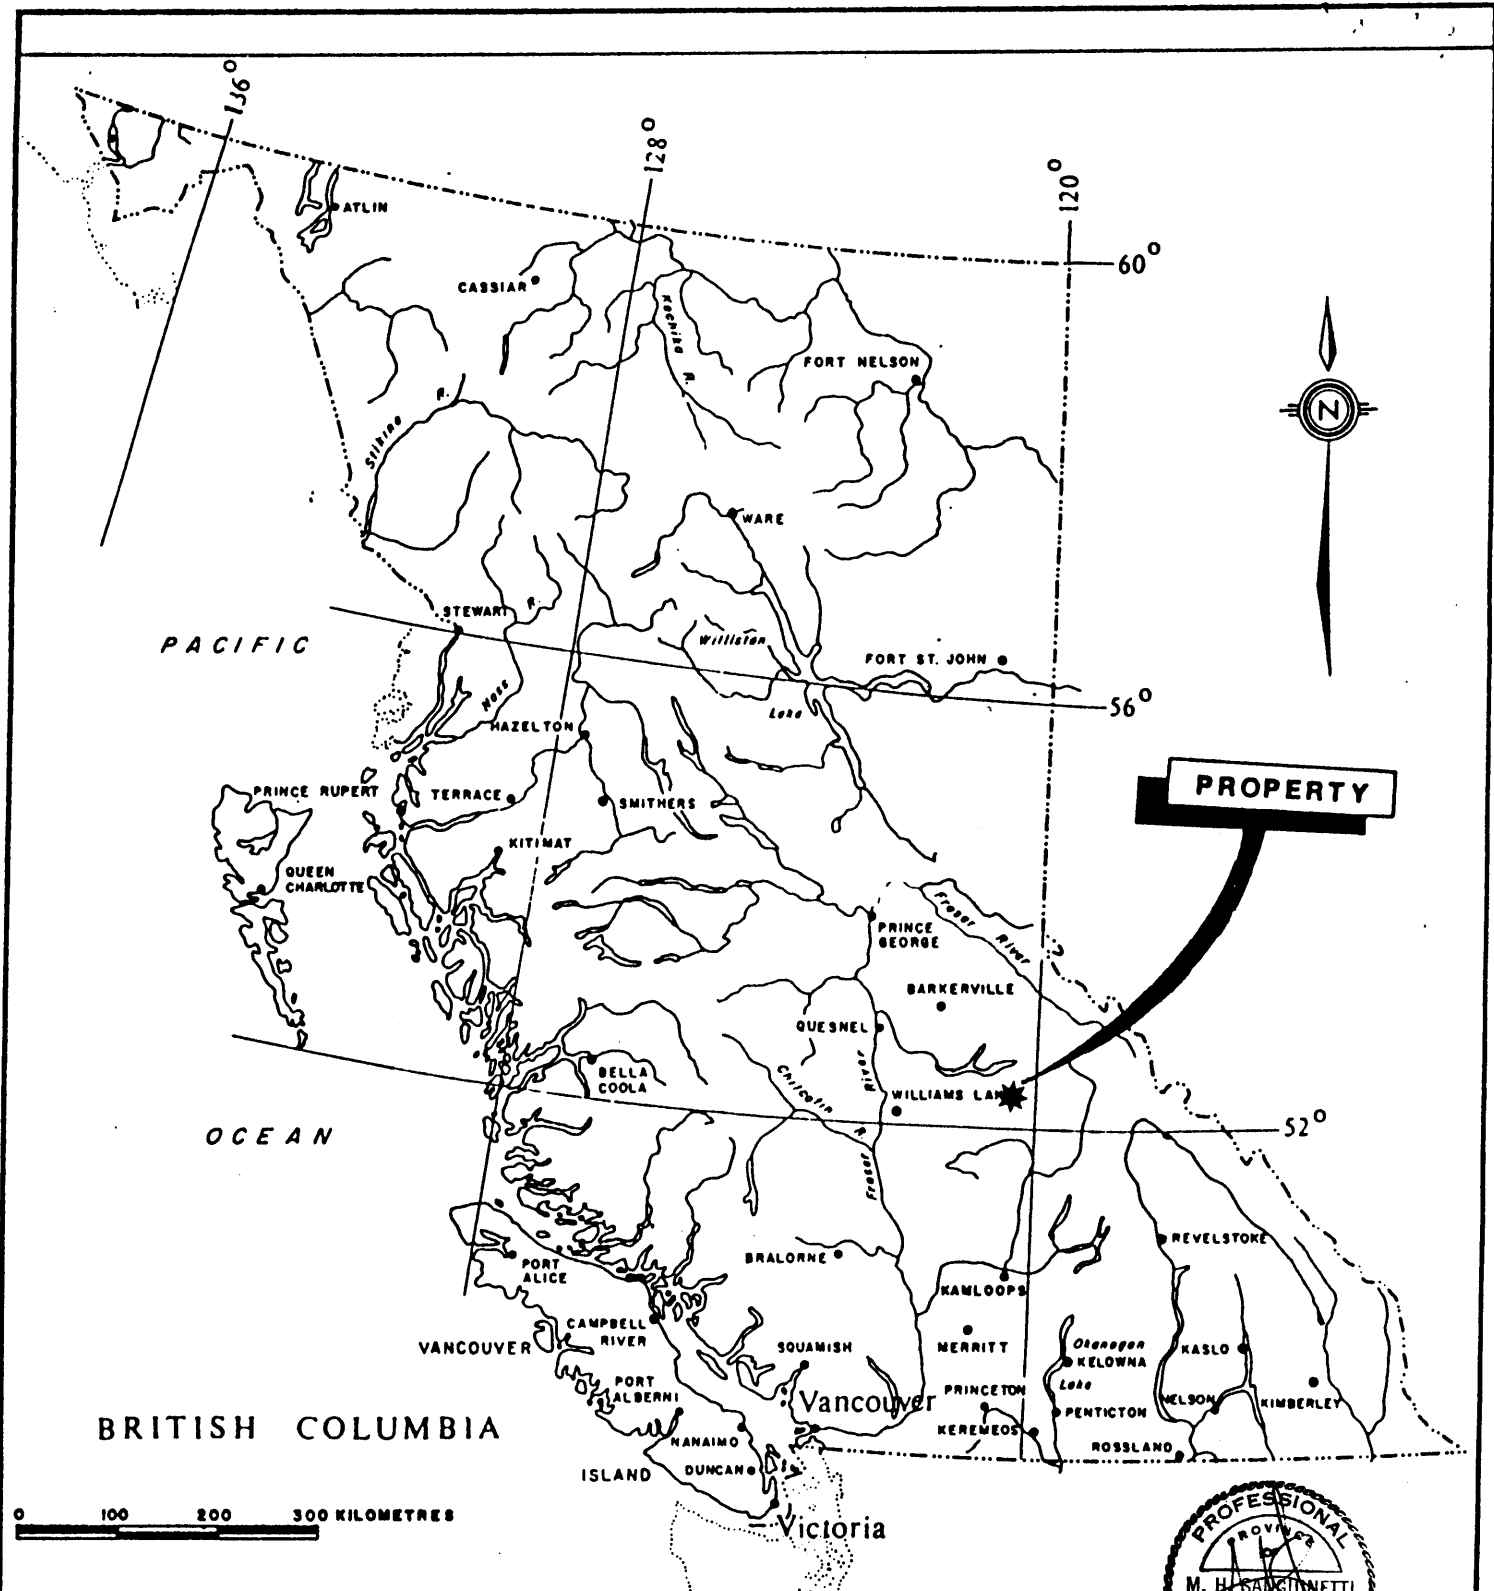 136°
128°
120°
ATLIN
60°
CASSIAR
Kechika R.
FORT NELSON
N
Stikine R.
WARE
STEWART
R.
PACIFIC
Williston
FORT ST. JOHN
Nass
56°
Lake
HAZELTON
PROPERTY
PRINCE RUPERT
TERRACE
SMITHERS
KITIMAT
QUEEN
CHARLOTTE
Fraser River
PRINCE
GEORGE
BARKERVILLE
QUESNEL
River
BELLA
COOLA
Chilcotin R.
WILLIAMS LAK
OCEAN
52°
Fraser
REVELSTOKE
BRALORNE
PORT
ALICE
KAMLOOPS
CAMPBELL
RIVER
VANCOUVER
SQUAMISH
MERRITT
Okanagan
KELOWNA
KASLO
PORT
ALBERNI
Vancouver
PRINCETON
Lake
PENTICTON
NELSON
KIMBERLEY
BRITISH COLUMBIA
KEREMEOS
NANAIMO
ROSSLAND
ISLAND
DUNCAN
0 100 200 300 KILOMETRES
Victoria
PROFESSIONAL
PROVINCE
OF
M. H. SANGUINETTI